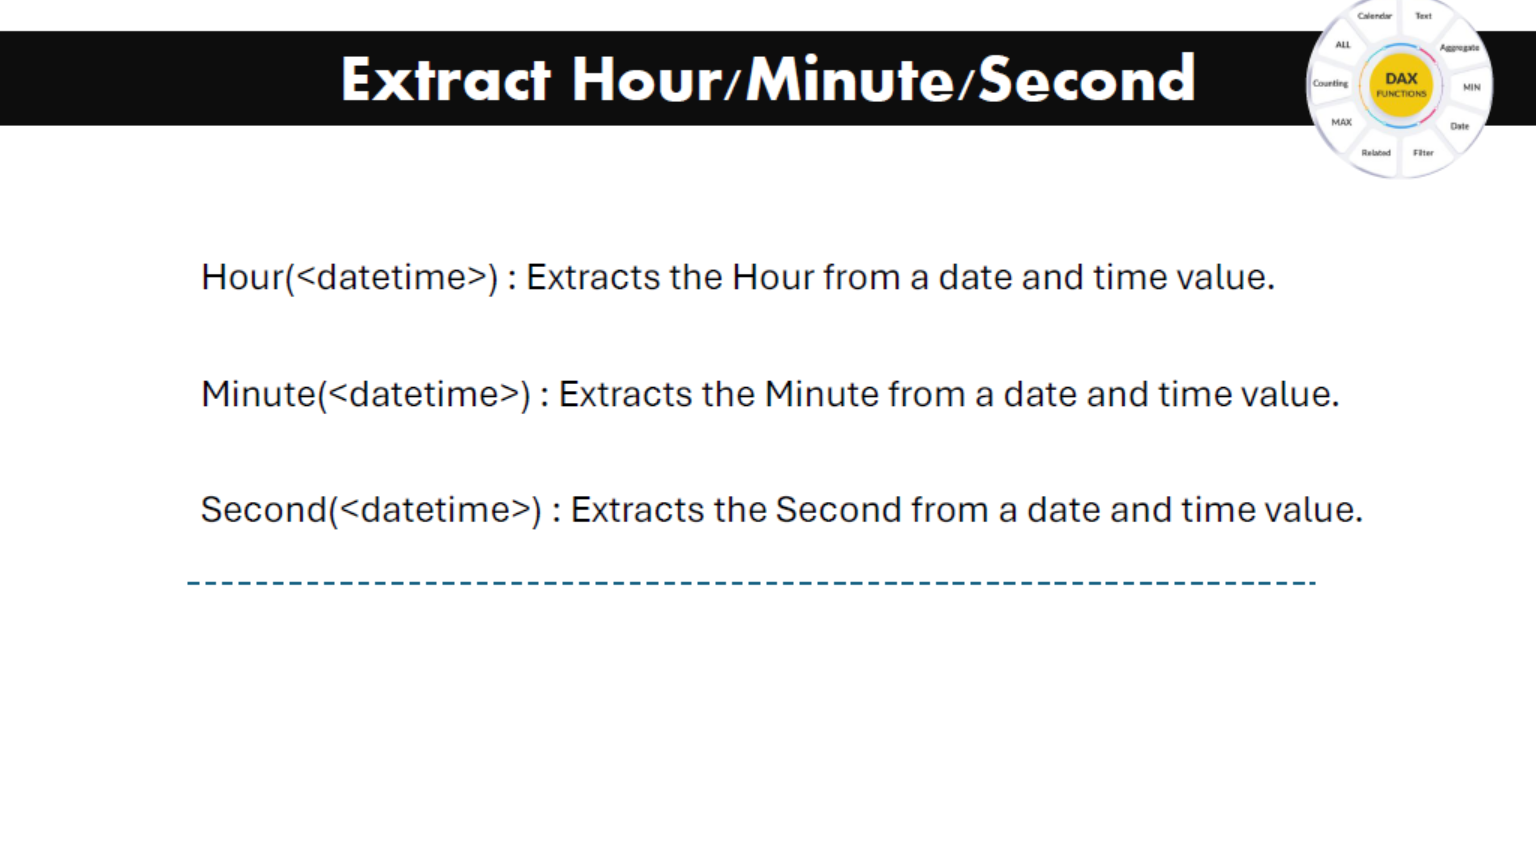 Extract Hour/Minute/Second
Calendar
Text
ALL
Aggregate
Counting
DAX
FUNCTIONS
MIN
MAX
Date
Related
Filter
Hour(<datetime>) : Extracts the Hour from a date and time value.
Minute(<datetime>) : Extracts the Minute from a date and time value.
Second(<datetime>) : Extracts the Second from a date and time value.